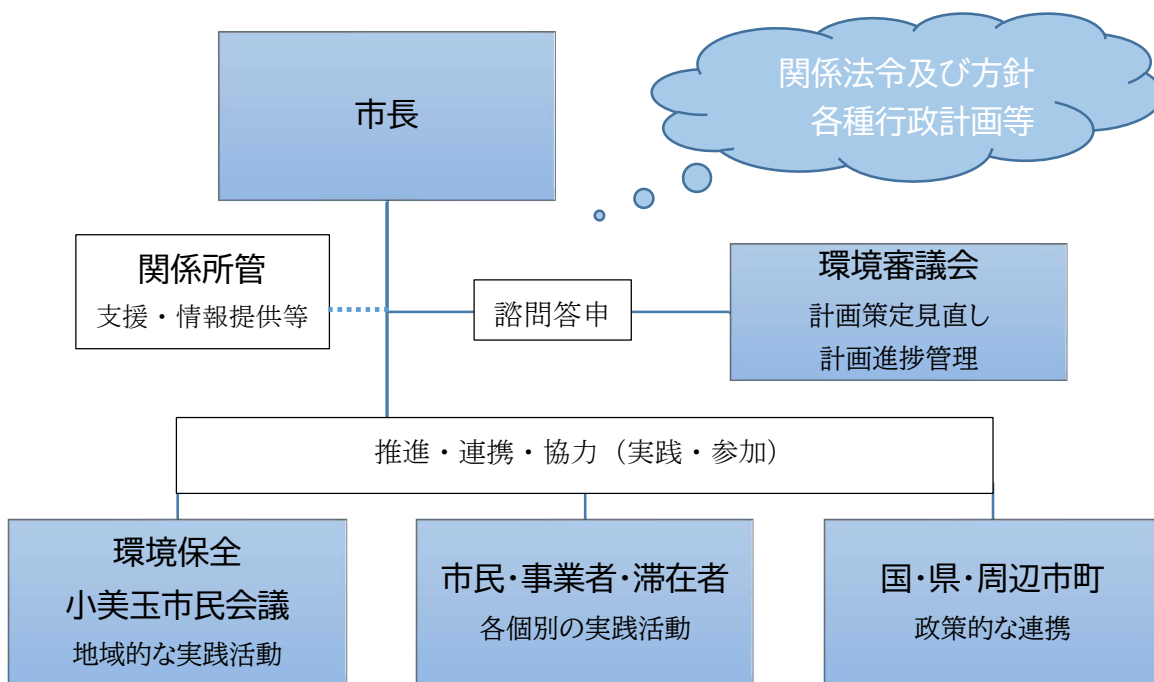 市長
関係法令及び方針
各種行政計画等
関係所管
支援・情報提供等
諮問答申
環境審議会
計画策定見直し
計画進捗管理
推進・連携・協力（実践・参加）
環境保全
小美玉市民会議
地域的な実践活動
市民･事業者･滞在者
各個別の実践活動
国･県･周辺市町
政策的な連携